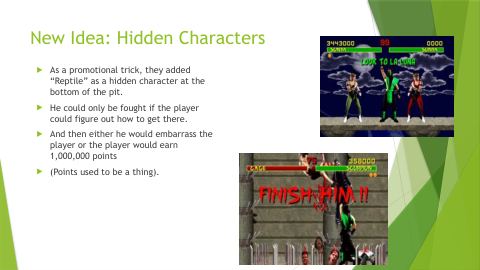 New Idea: Hidden Characters
As a promotional trick, they added
“Reptile” as a hidden character at the
bottom of the pit.
He could only be fought if the player
could figure out how to get there.
And then either he would embarrass the
player or the player would earn
1,000,000 points
(Points used to be a thing).
3443000 89 0000
LOOK TO LA LUNA
358000
CAGE SCORPION
FINISH HIM !!